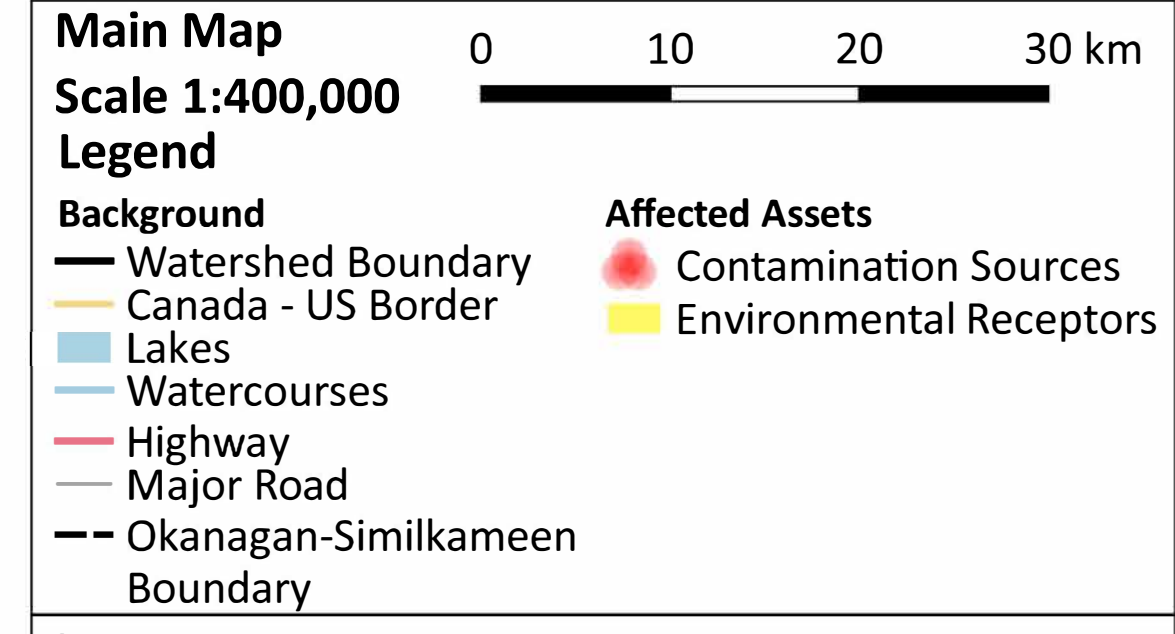 Main Map
Scale 1:400,000
0 10 20 30 km
Legend
Background
Watershed Boundary
Canada - US Border
Lakes
Watercourses
Highway
Major Road
Okanagan-Similkameen
Boundary
Affected Assets
Contamination Sources
Environmental Receptors